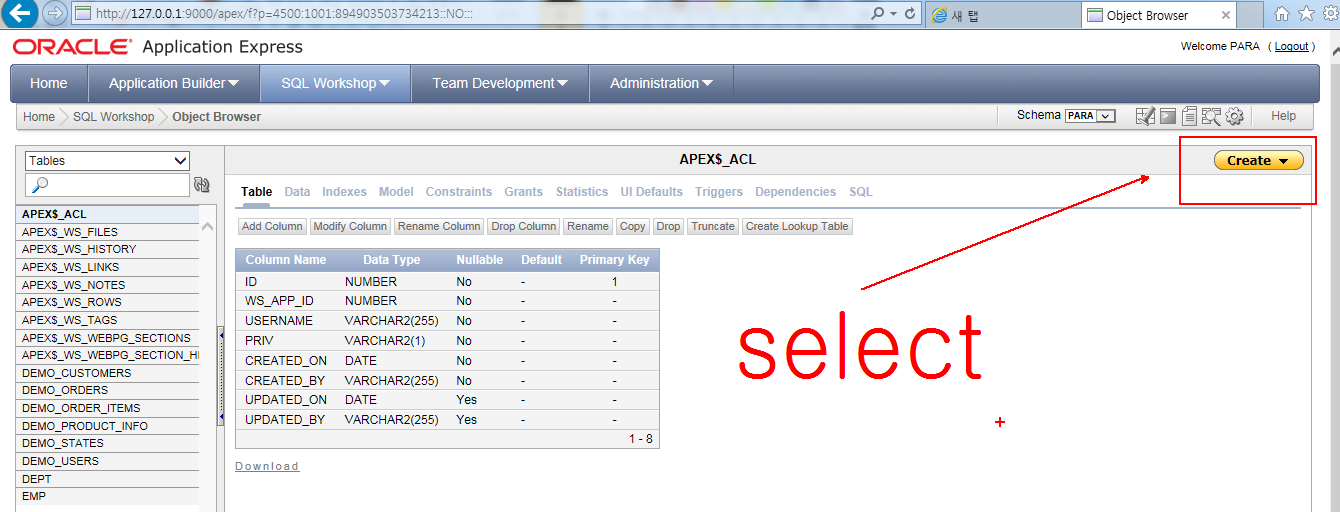 http://127.0.0.1:9000/apex/f?p=4500:1001:894903503734213::NO:::
새 탭
Object Browser
ORACLE Application Express
Welcome PARA ( Logout )
Home
Application Builder
SQL Workshop
Team Development
Administration
Home
SQL Workshop
Object Browser
Schema
PARA
Help
Tables
APEX$_ACL
Create
Table Data Indexes Model Constraints Grants Statistics UI Defaults Triggers Dependencies SQL
APEX$_ACL
APEX$_WS_FILES
APEX$_WS_HISTORY
APEX$_WS_LINKS
APEX$_WS_NOTES
APEX$_WS_ROWS
APEX$_WS_TAGS
APEX$_WS_WEBPG_SECTIONS
APEX$_WS_WEBPG_SECTION_HI
DEMO_CUSTOMERS
DEMO_ORDERS
DEMO_ORDER_ITEMS
DEMO_PRODUCT_INFO
DEMO_STATES
DEMO_USERS
DEPT
EMP
Add Column Modify Column Rename Column Drop Column Rename Copy Drop Truncate Create Lookup Table
Column Name Data Type Nullable Default Primary Key
ID NUMBER No - 1
WS_APP_ID NUMBER No - -
USERNAME VARCHAR2(255) No - -
PRIV VARCHAR2(1) No - -
CREATED_ON DATE No - -
CREATED_BY VARCHAR2(255) No - -
UPDATED_ON DATE Yes - -
UPDATED_BY VARCHAR2(255) Yes - -
1 - 8
Download
select